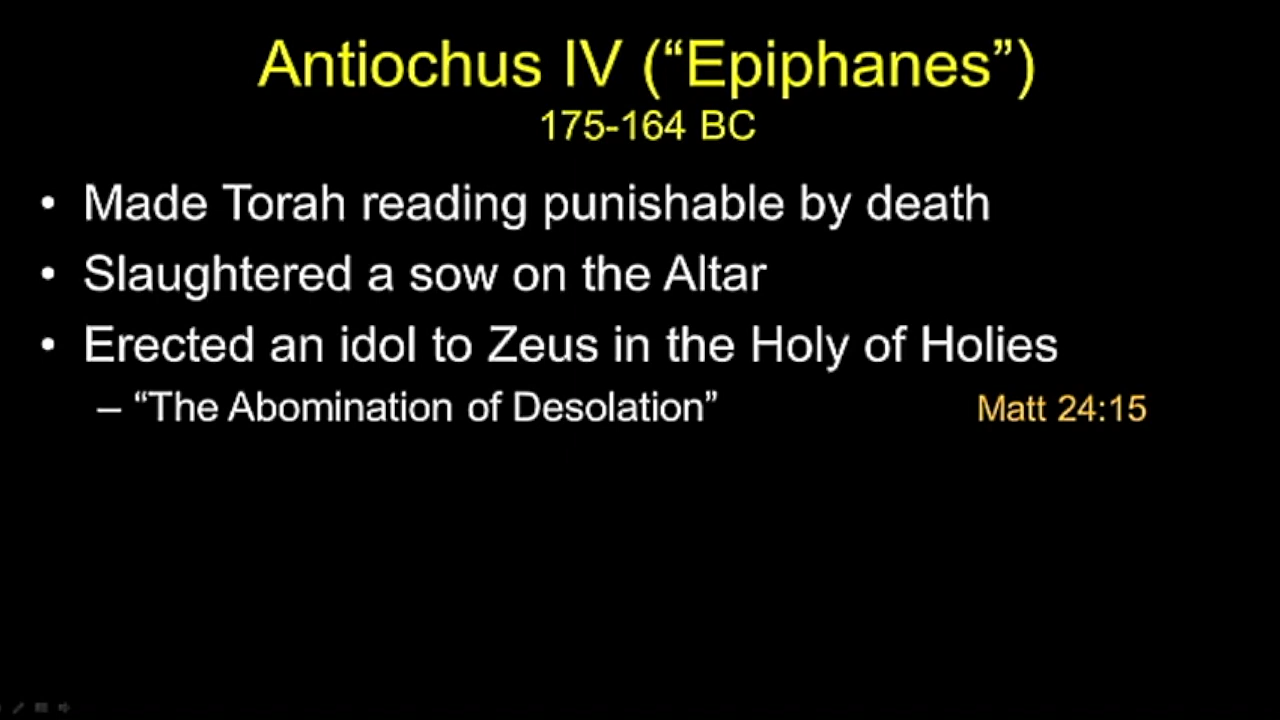 Antiochus IV (“Epiphanes”)
175-164 BC
• Made Torah reading punishable by death
• Slaughtered a sow on the Altar
• Erected an idol to Zeus in the Holy of Holies
– “The Abomination of Desolation” Matt 24:15